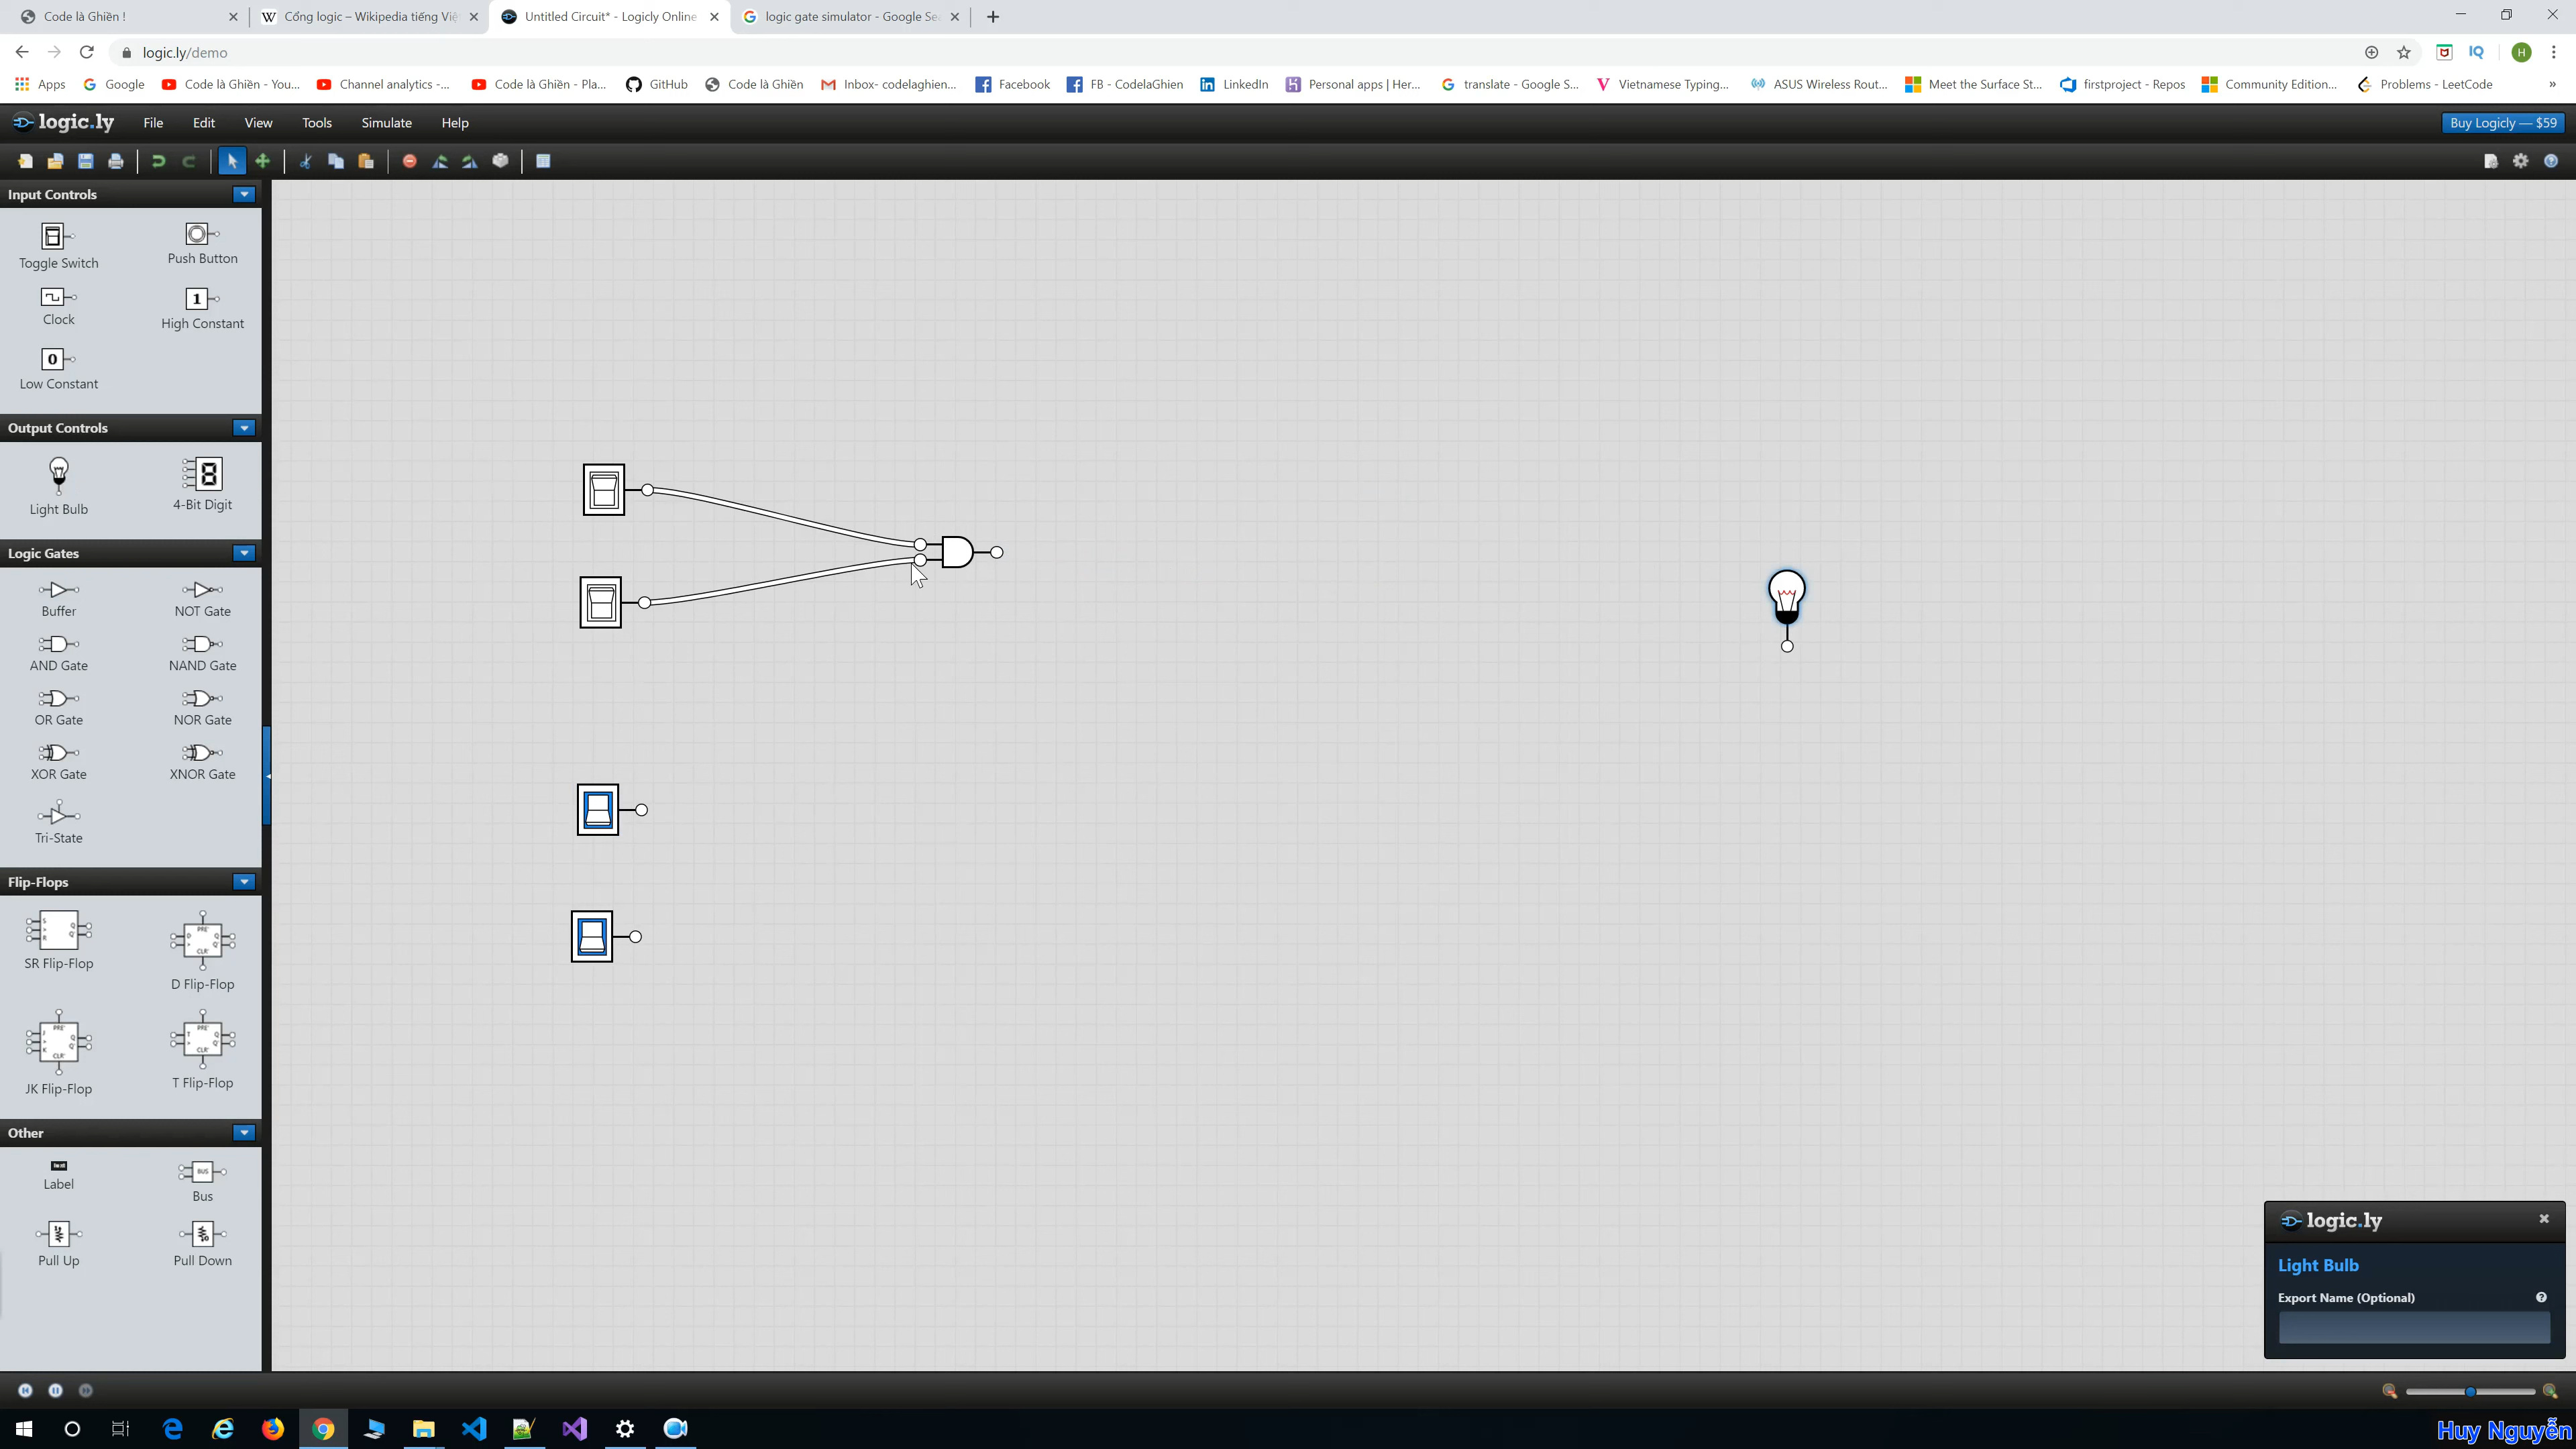 Code là Ghiền !
Cổng logic – Wikipedia tiếng Việ
Untitled Circuit* - Logicly Online
logic gate simulator - Google Sea
logic.ly/demo
H
Apps
Google
Code là Ghiền - You...
Channel analytics -...
Code là Ghiền - Pla...
GitHub
Code là Ghiền
Inbox- codelaghien...
Facebook
FB - CodelaGhien
LinkedIn
Personal apps | Her...
translate - Google S...
Vietnamese Typing...
ASUS Wireless Rout...
Meet the Surface St...
firstproject - Repos
Community Edition...
Problems - LeetCode
»
logic.ly
File
Edit
View
Tools
Simulate
Help
Buy Logicly — $59
Input Controls
Toggle Switch
Push Button
Clock
1
High Constant
0
Low Constant
Output Controls
Light Bulb
4-Bit Digit
Logic Gates
Buffer
NOT Gate
AND Gate
NAND Gate
OR Gate
NOR Gate
XOR Gate
XNOR Gate
Tri-State
Flip-Flops
SR Flip-Flop
D Flip-Flop
JK Flip-Flop
T Flip-Flop
Other
Label
BUS
Bus
Pull Up
Pull Down
logic.ly
Light Bulb
Export Name (Optional)
Huy Nguyễn